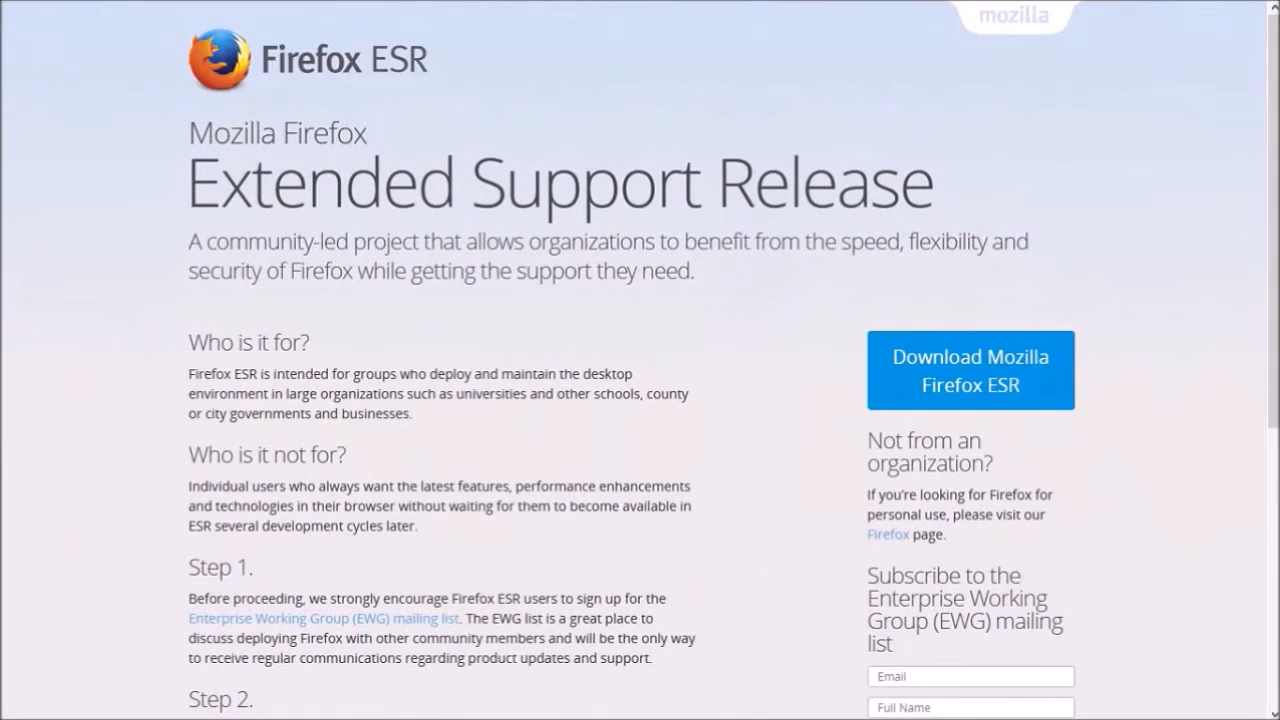 mozilla
Firefox ESR
Mozilla Firefox
Extended Support Release
A community-led project that allows organizations to benefit from the speed, flexibility and
security of Firefox while getting the support they need.
Who is it for?
Firefox ESR is intended for groups who deploy and maintain the desktop
environment in large organizations such as universities and other schools, county
or city governments and businesses.
Who is it not for?
Individual users who always want the latest features, performance enhancements
and technologies in their browser without waiting for them to become available in
ESR several development cycles later.
Step 1.
Before proceeding, we strongly encourage Firefox ESR users to sign up for the
Enterprise Working Group (EWG) mailing list. The EWG list is a great place to
discuss deploying Firefox with other community members and will be the only way
to receive regular communications regarding product updates and support.
Step 2.
Download Mozilla
Firefox ESR
Not from an
organization?
If you're looking for Firefox for
personal use, please visit our
Firefox page.
Subscribe to the
Enterprise Working
Group (EWG) mailing
list
Email
Full Name